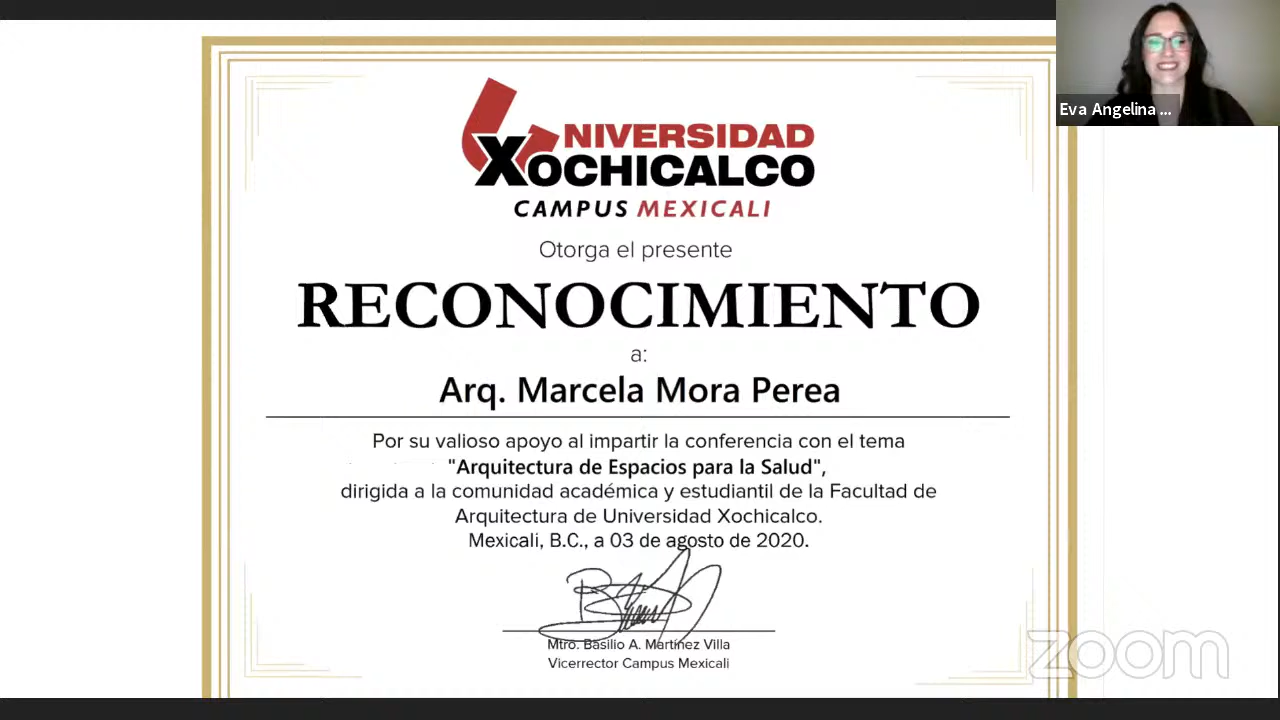 Eva Angelina ...
UNIVERSIDAD
XOCHICALCO
CAMPUS MEXICALI
Otorga el presente
RECONOCIMIENTO
a:
Arq. Marcela Mora Perea
Por su valioso apoyo al impartir la conferencia con el tema
"Arquitectura de Espacios para la Salud",
dirigida a la comunidad académica y estudiantil de la Facultad de
Arquitectura de Universidad Xochicalco.
Mexicali, B.C., a 03 de agosto de 2020.
Mtro. Basilio A. Martínez Villa
Vicerrector Campus Mexicali
zoom